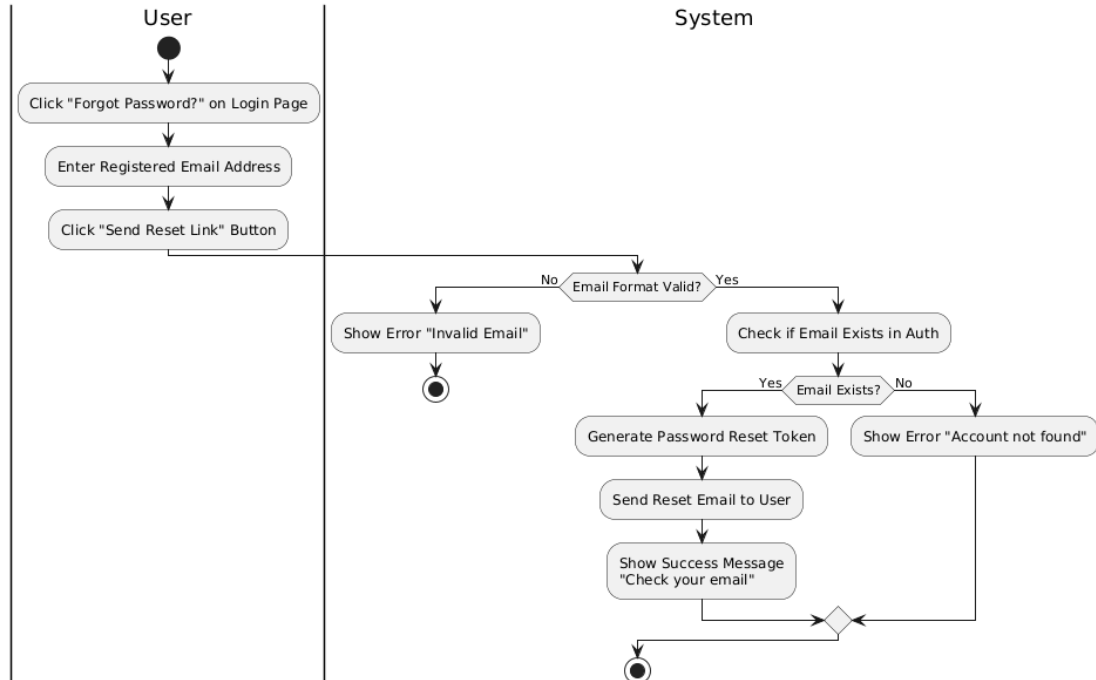 User
System
Click "Forgot Password?" on Login Page
Enter Registered Email Address
Click "Send Reset Link" Button
No
Email Format Valid?
Yes
Show Error "Invalid Email"
Check if Email Exists in Auth
Yes
Email Exists?
No
Generate Password Reset Token
Show Error "Account not found"
Send Reset Email to User
Show Success Message
"Check your email"